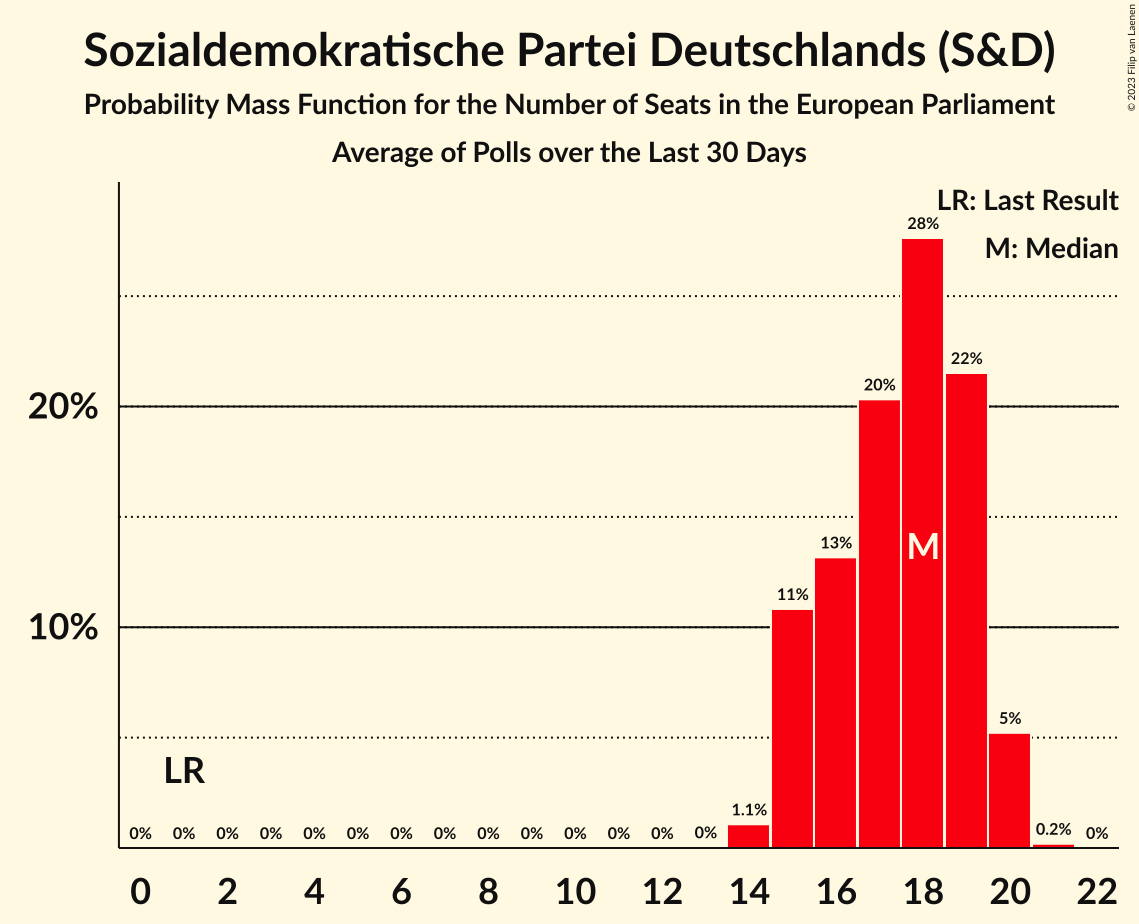 Sozialdemokratische Partei Deutschlands (S&D)
Probability Mass Function for the Number of Seats in the European Parliament
Average of Polls over the Last 30 Days
© 2023 Filip van Laenen
LR: Last Result
M: Median
28%
22%
20%
20%
13%
M
11%
10%
5%
LR
1.1%
0% 0% 0% 0% 0% 0% 0% 0% 0% 0% 0% 0% 0% 0% 0.2% 0%
0 2 4 6 8 10 12 14 16 18 20 22